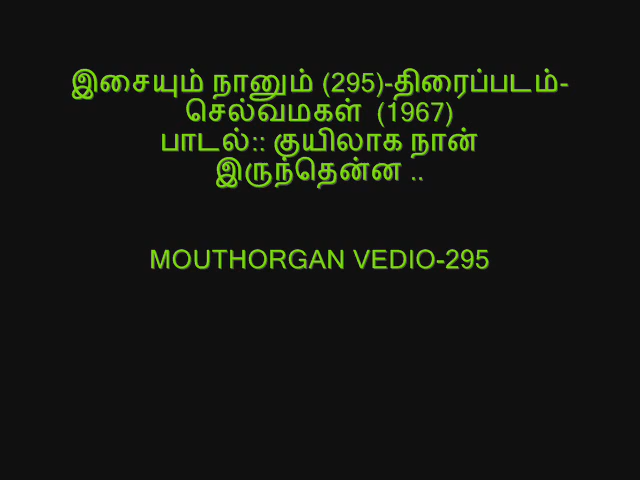 இசையும் நானும் (295)-திரைப்படம்-
செல்வமகள் (1967)
பாடல்:: குயிலாக நான்
இருந்தென்ன ..
MOUTHORGAN VEDIO-295